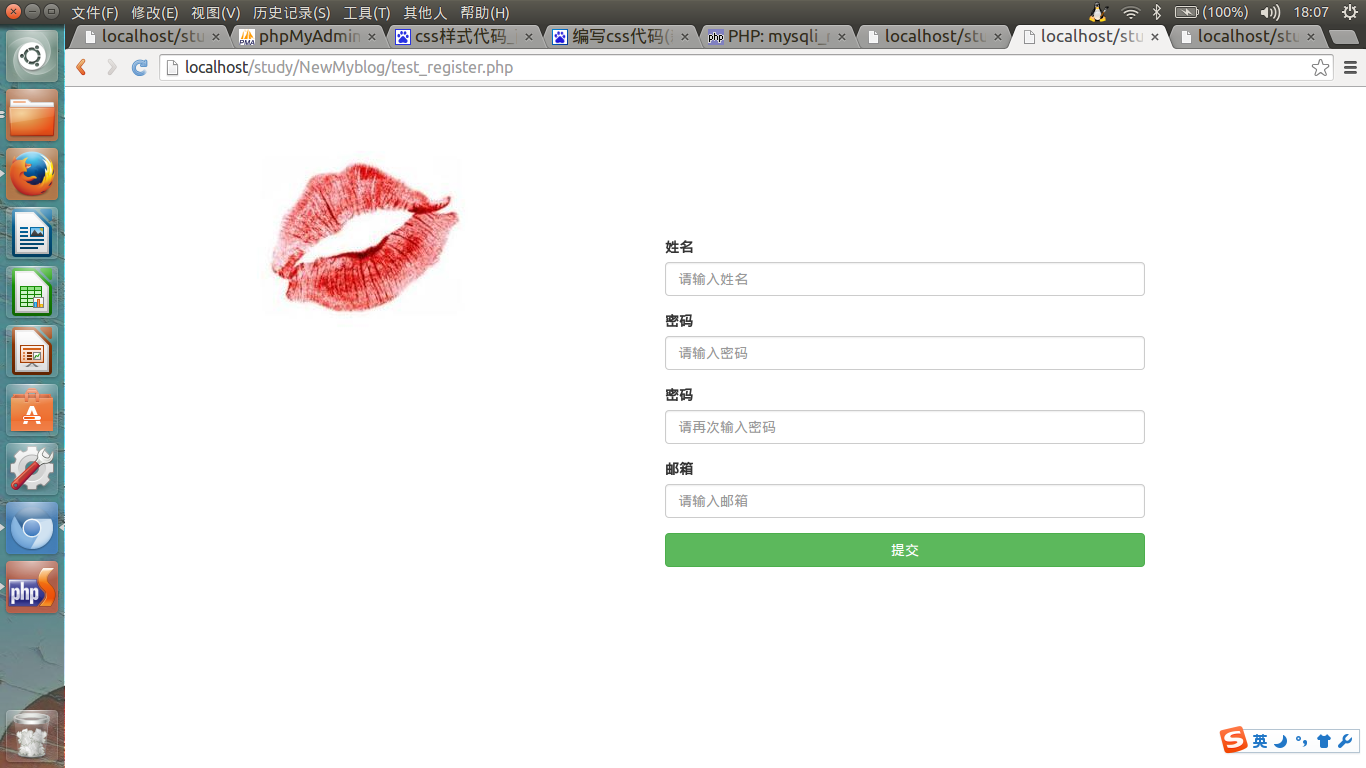 文件(F) 修改(E) 视图(V) 历史记录(S) 工具(T) 其他人 帮助(H) (100%) 18:07
localhost/stu phpMyAdmin css样式代码_ 编写css代码( PHP: mysqli_ localhost/stu localhost/stu localhost/stu
localhost/study/NewMyblog/test_register.php
姓名
请输入姓名
密码
请输入密码
密码
请再次输入密码
邮箱
请输入邮箱
提交
php S
S 英